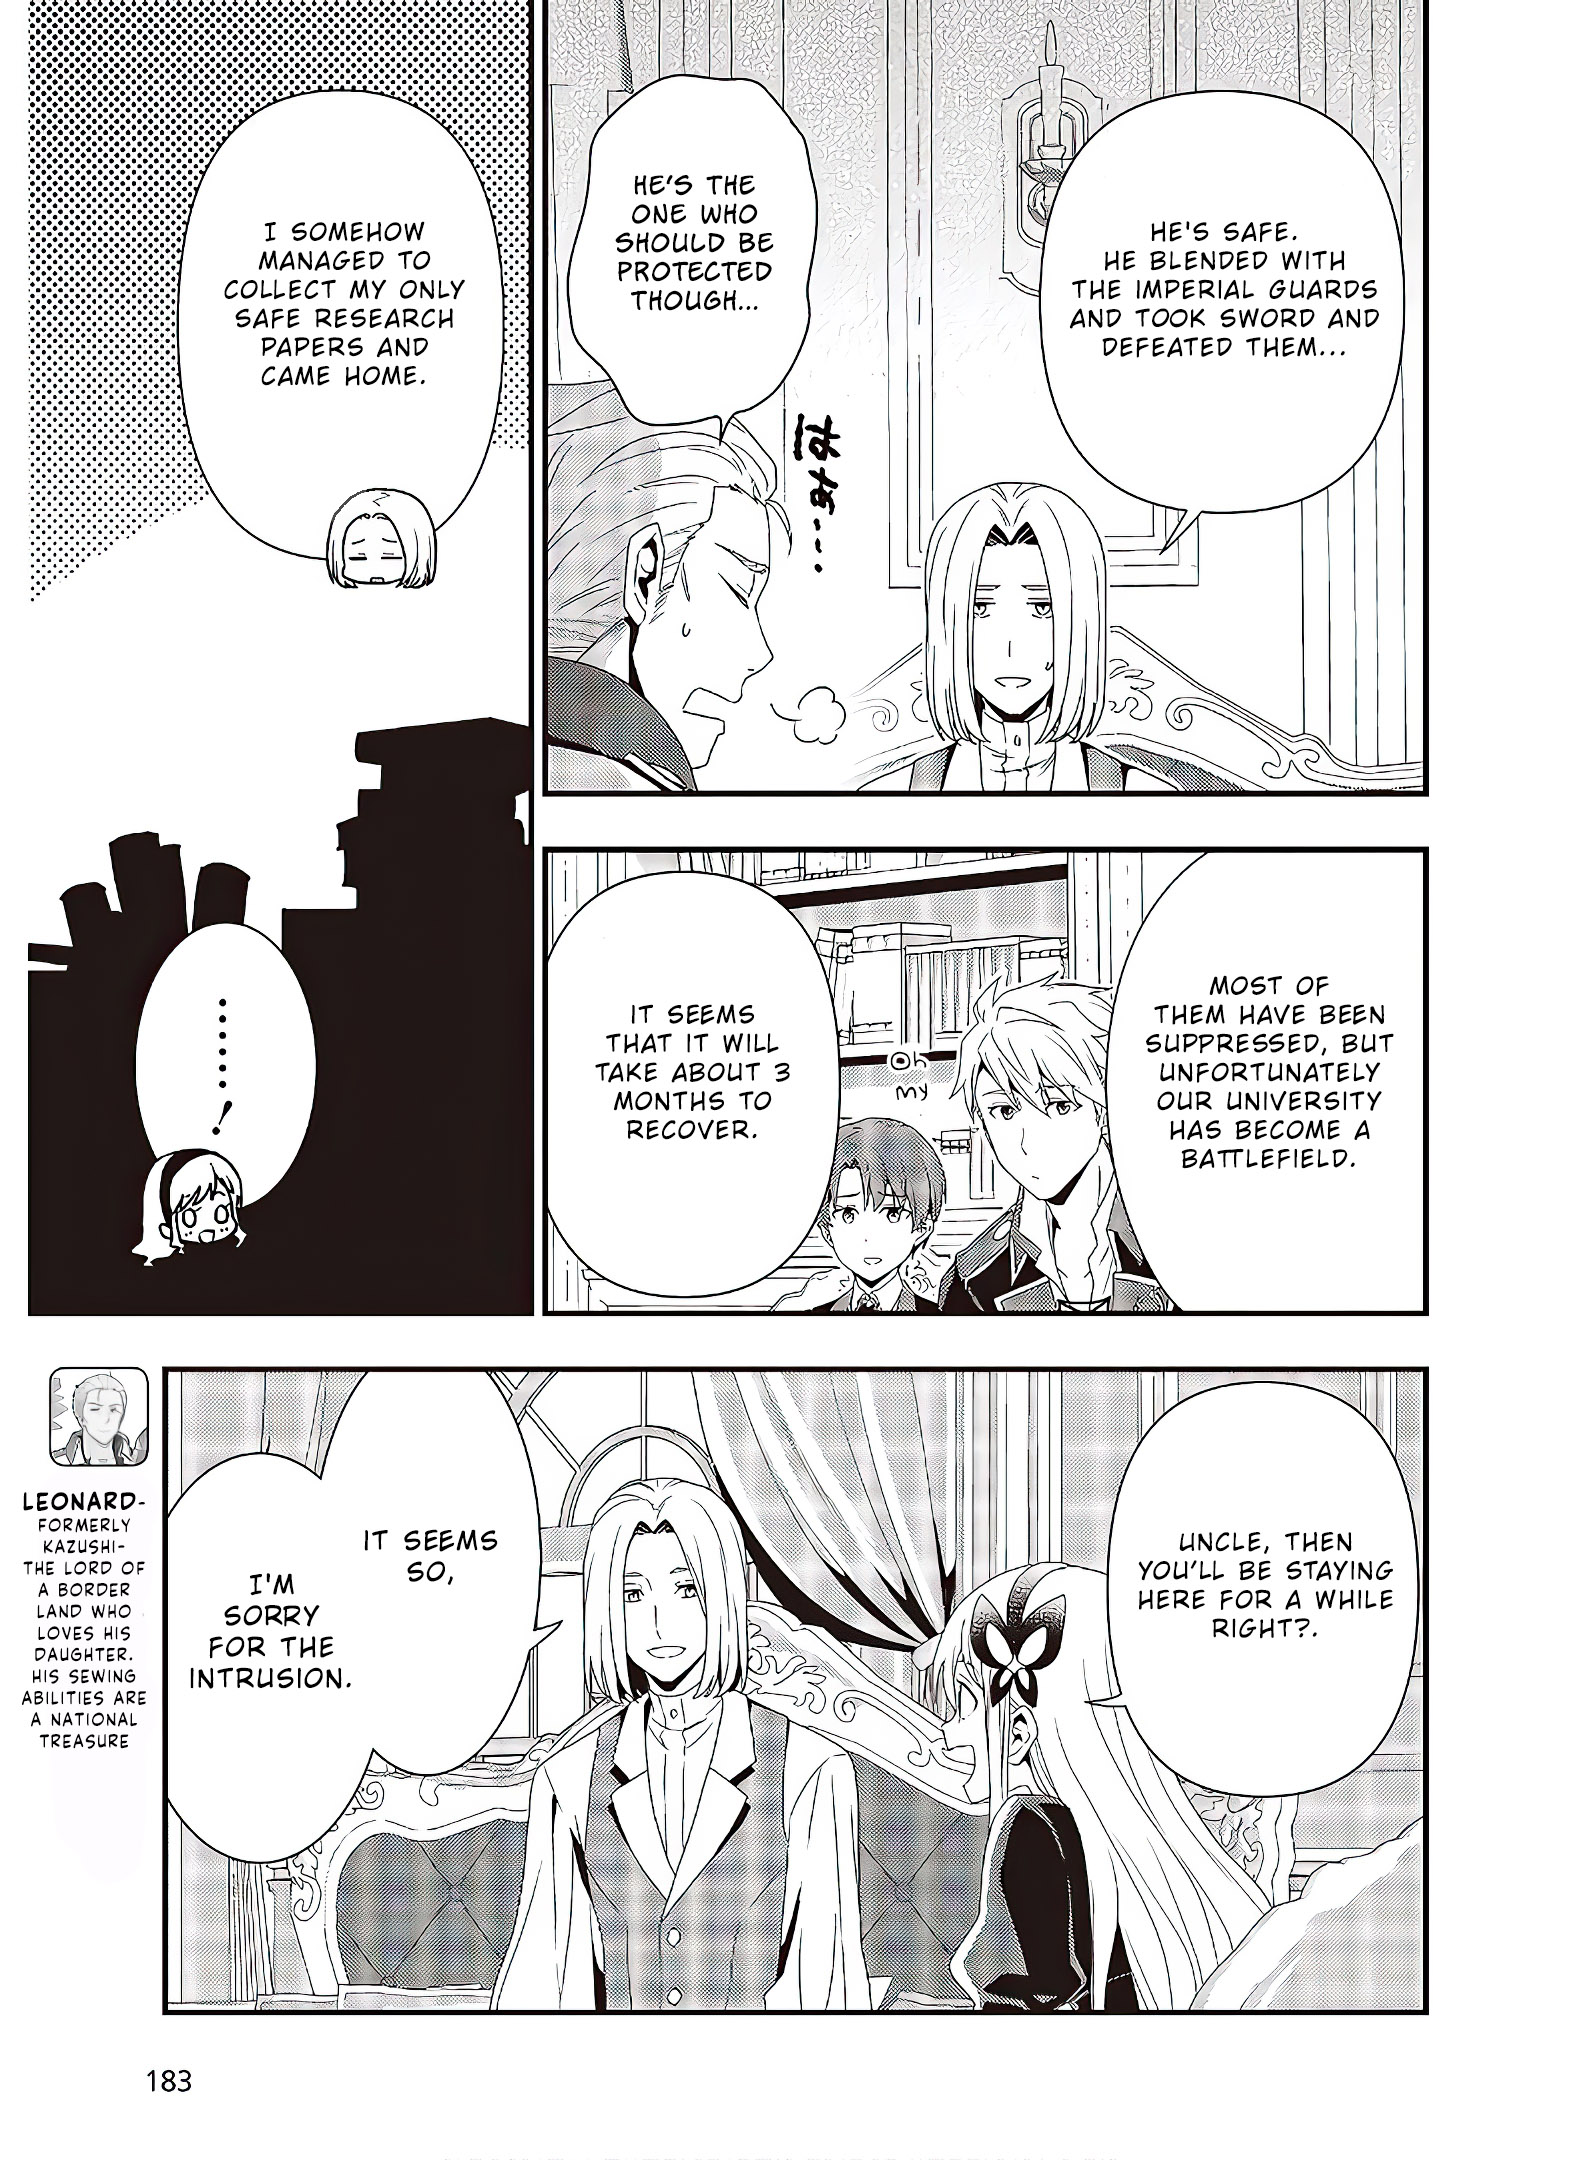 HE'S SAFE.
HE BLENDED WITH
THE IMPERIAL GUARDS
AND TOOK SWORD AND
DEFEATED THEM...
HE'S THE
ONE WHO
SHOULD BE
PROTECTED
THOUGH...
I SOMEHOW
MANAGED TO
COLLECT MY ONLY
SAFE RESEARCH
PAPERS AND
CAME HOME.
MOST OF
THEM HAVE BEEN
SUPPRESSED, BUT
UNFORTUNATELY
OUR UNIVERSITY
HAS BECOME A
BATTLEFIELD.
Oh
my
IT SEEMS
THAT IT WILL
TAKE ABOUT 3
MONTHS TO
RECOVER.
......!
UNCLE, THEN
YOU'LL BE STAYING
HERE FOR A WHILE
RIGHT?.
IT SEEMS
SO,
I'M
SORRY
FOR THE
INTRUSION.
LEONARD-
FORMERLY
KAZUSHI-
THE LORD OF
A BORDER
LAND WHO
LOVES HIS
DAUGHTER.
HIS SEWING
ABILITIES ARE
A NATIONAL
TREASURE
183